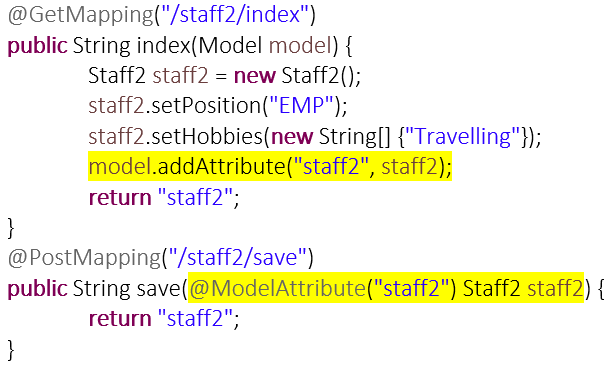 @GetMapping("/staff2/index")
public String index(Model model) {
Staff2 staff2 = new Staff2();
staff2.setPosition("EMP");
staff2.setHobbies(new String[] {"Travelling"});
model.addAttribute("staff2", staff2);
return "staff2";
}
@PostMapping("/staff2/save")
public String save(@ModelAttribute("staff2") Staff2 staff2) {
return "staff2";
}